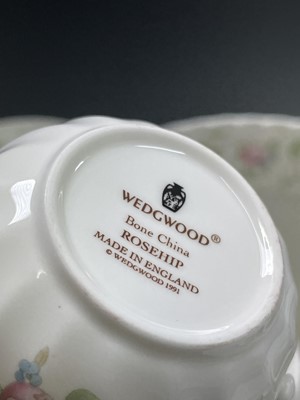 WEDGWOOD®
Bone China
ROSEHIP
MADE IN ENGLAND
© WEDGWOOD 1991